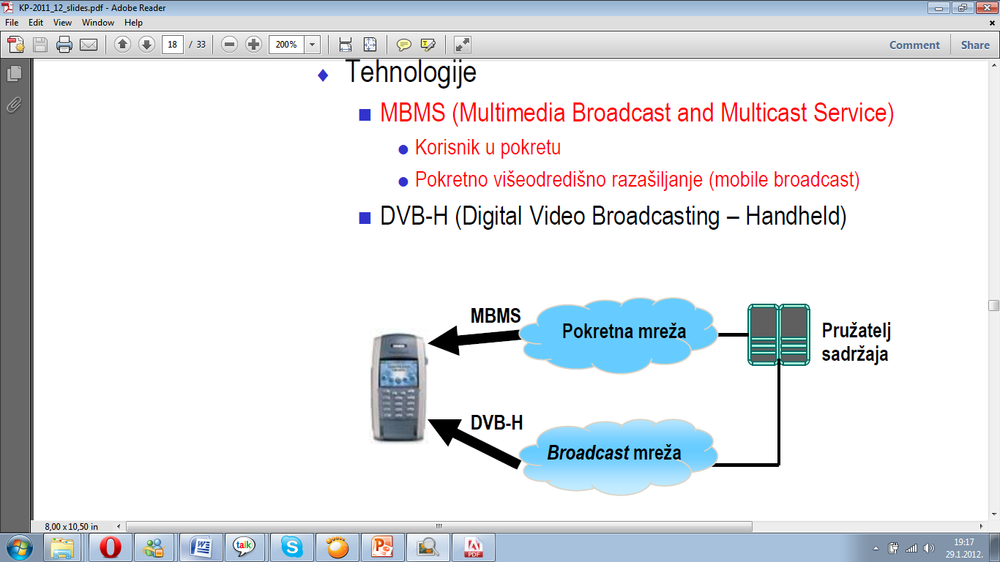 KP-2011_12_slides.pdf - Adobe Reader
File Edit View Window Help
18 / 33 200% Comment Share
Tehnologije
MBMS (Multimedia Broadcast and Multicast Service)
Korisnik u pokretu
Pokretno višeodredišno razašiljanje (mobile broadcast)
DVB-H (Digital Video Broadcasting – Handheld)
MBMS
Pokretna mreža
Pružatelj
sadržaja
DVB-H
Broadcast mreža
8,00 x 10,50 in
talk
PDF
19:17
29.1.2012.